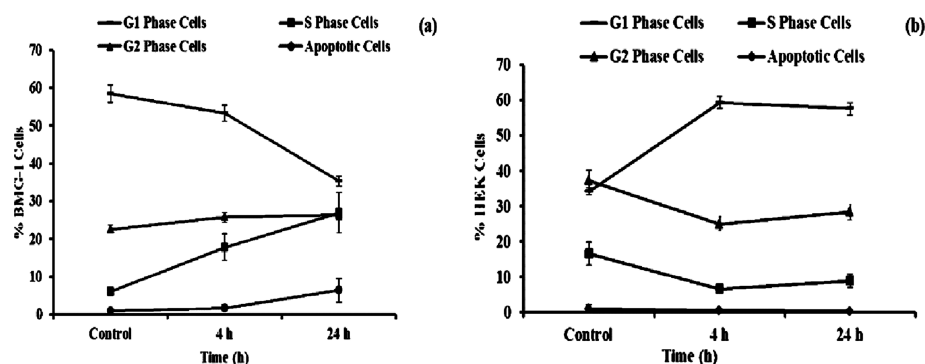 G1 Phase Cells
S Phase Cells
(a)
G2 Phase Cells
Apoptotic Cells
70
60
50
40
30
20
10
0
% BMG-1 Cells
Control
4 h
24 h
Time (h)
G1 Phase Cells
S Phase Cells
(b)
G2 Phase Cells
Apoptotic Cells
70
60
50
40
30
20
10
0
% HEK Cells
Control
4 h
24 h
Time (h)